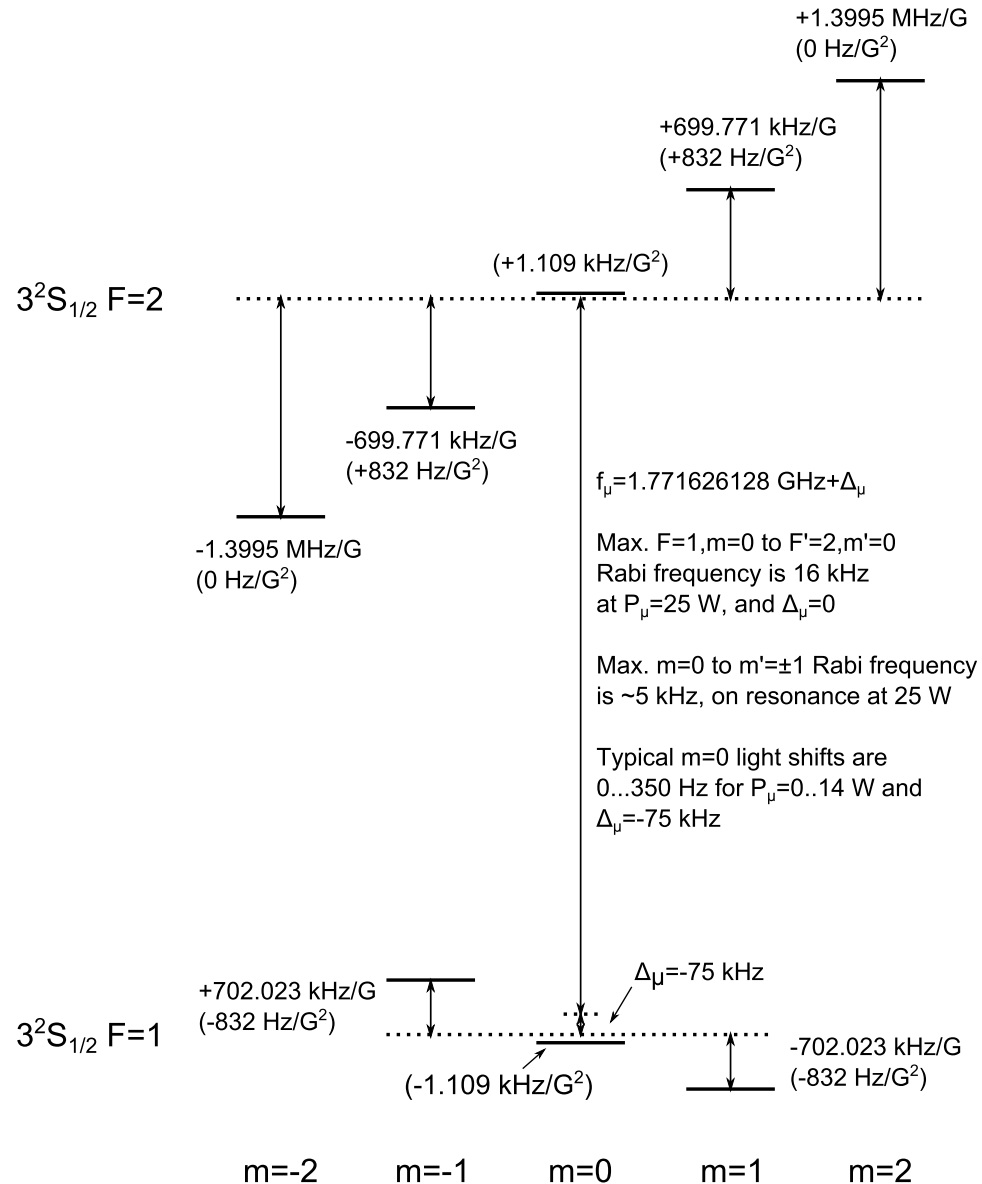 +1.3995 MHz/G
(0 Hz/G²)
+699.771 kHz/G
(+832 Hz/G²)
(+1.109 kHz/G²)
3²S₁/₂ F=2
-699.771 kHz/G
(+832 Hz/G²)
-1.3995 MHz/G
(0 Hz/G²)
fμ=1.771626128 GHz+Δμ
Max. F=1,m=0 to F'=2,m'=0
Rabi frequency is 16 kHz
at Pμ=25 W, and Δμ=0
Max. m=0 to m'=±1 Rabi frequency
is ~5 kHz, on resonance at 25 W
Typical m=0 light shifts are
0...350 Hz for Pμ=0..14 W and
Δμ=-75 kHz
Δμ=-75 kHz
+702.023 kHz/G
(-832 Hz/G²)
3²S₁/₂ F=1
-702.023 kHz/G
(-832 Hz/G²)
(-1.109 kHz/G²)
m=-2 m=-1 m=0 m=1 m=2